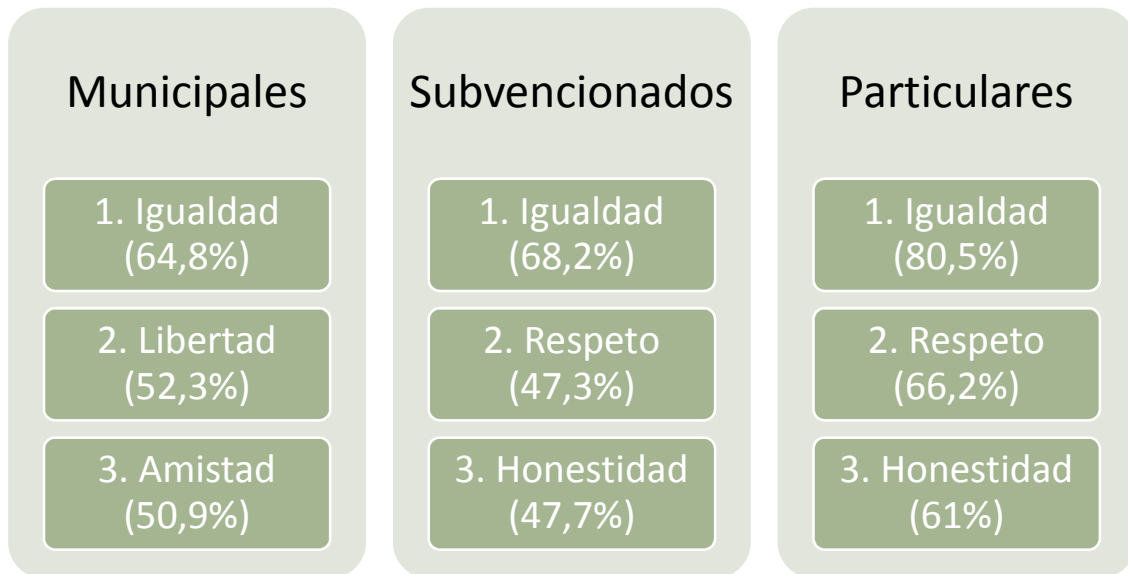 Municipales
1. Igualdad
(64,8%)
2. Libertad
(52,3%)
3. Amistad
(50,9%)
Subvencionados
1. Igualdad
(68,2%)
2. Respeto
(47,3%)
3. Honestidad
(47,7%)
Particulares
1. Igualdad
(80,5%)
2. Respeto
(66,2%)
3. Honestidad
(61%)